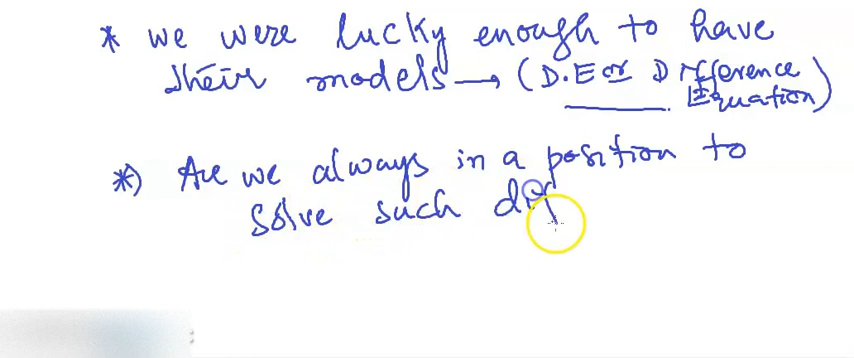 * we were lucky enough to have
their models → (D.E or Difference
Equation)
*) Are we always in a position to
solve such dif